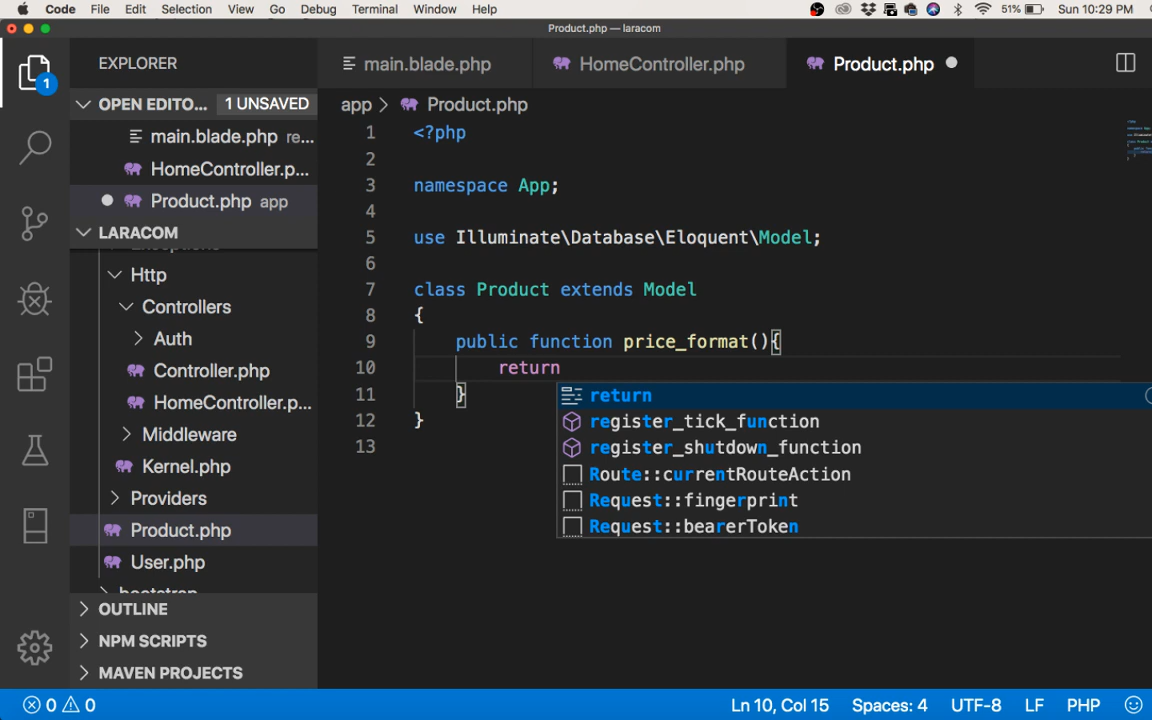 Code File Edit Selection View Go Debug Terminal Window Help 51% Sun 10:29 PM
Product.php — laracom
EXPLORER
1
OPEN EDITO... 1 UNSAVED
main.blade.php re...
HomeController.p...
Product.php app
LARACOM
Http
Controllers
Auth
Controller.php
HomeController.p...
Middleware
Kernel.php
Providers
Product.php
User.php
bootstrap
OUTLINE
NPM SCRIPTS
MAVEN PROJECTS
main.blade.php HomeController.php Product.php
app > Product.php
1 <?php
2
3 namespace App;
4
5 use Illuminate\Database\Eloquent\Model;
6
7 class Product extends Model
8 {
9 public function price_format(){
10 return
11 }
12 }
13
return
register_tick_function
register_shutdown_function
Route::currentRouteAction
Request::fingerprint
Request::bearerToken
0 0 Ln 10, Col 15 Spaces: 4 UTF-8 LF PHP